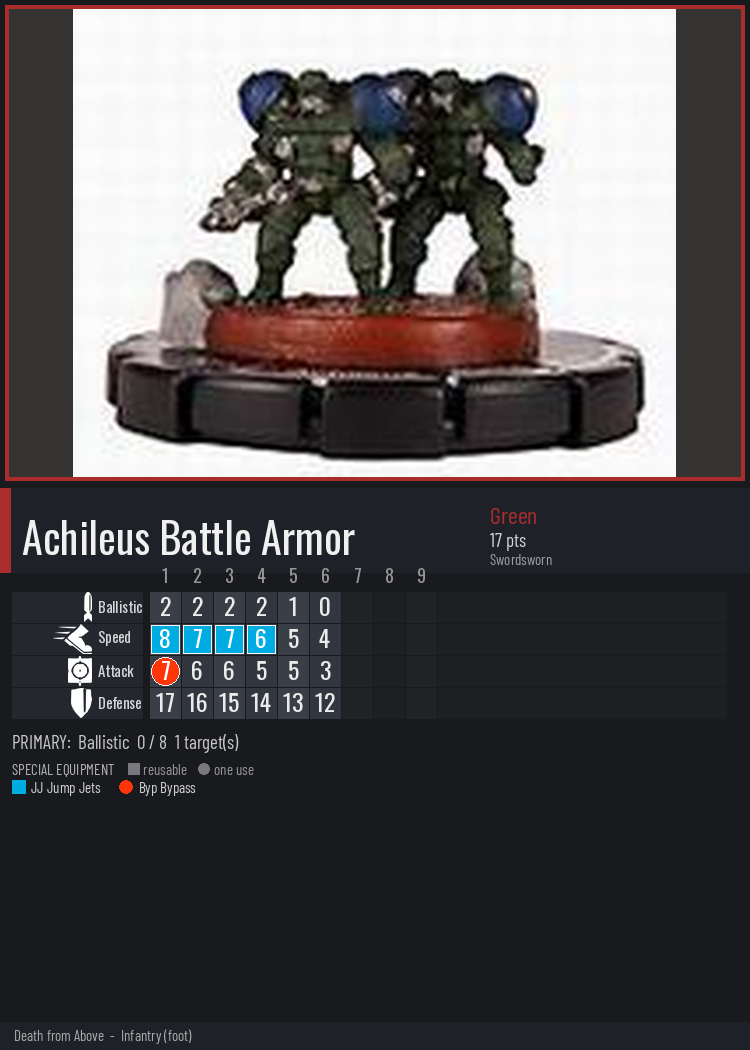 Achileus Battle Armor
Green
17 pts
Swordsworn
1 2 3 4 5 6 7 8 9
Ballistic 2 2 2 2 1 0
Speed 8 7 7 6 5 4
Attack 7 6 6 5 5 3
Defense 17 16 15 14 13 12
PRIMARY: Ballistic 0 / 8 1 target(s)
SPECIAL EQUIPMENT reusable one use
JJ Jump Jets Byp Bypass
Death from Above - Infantry (foot)